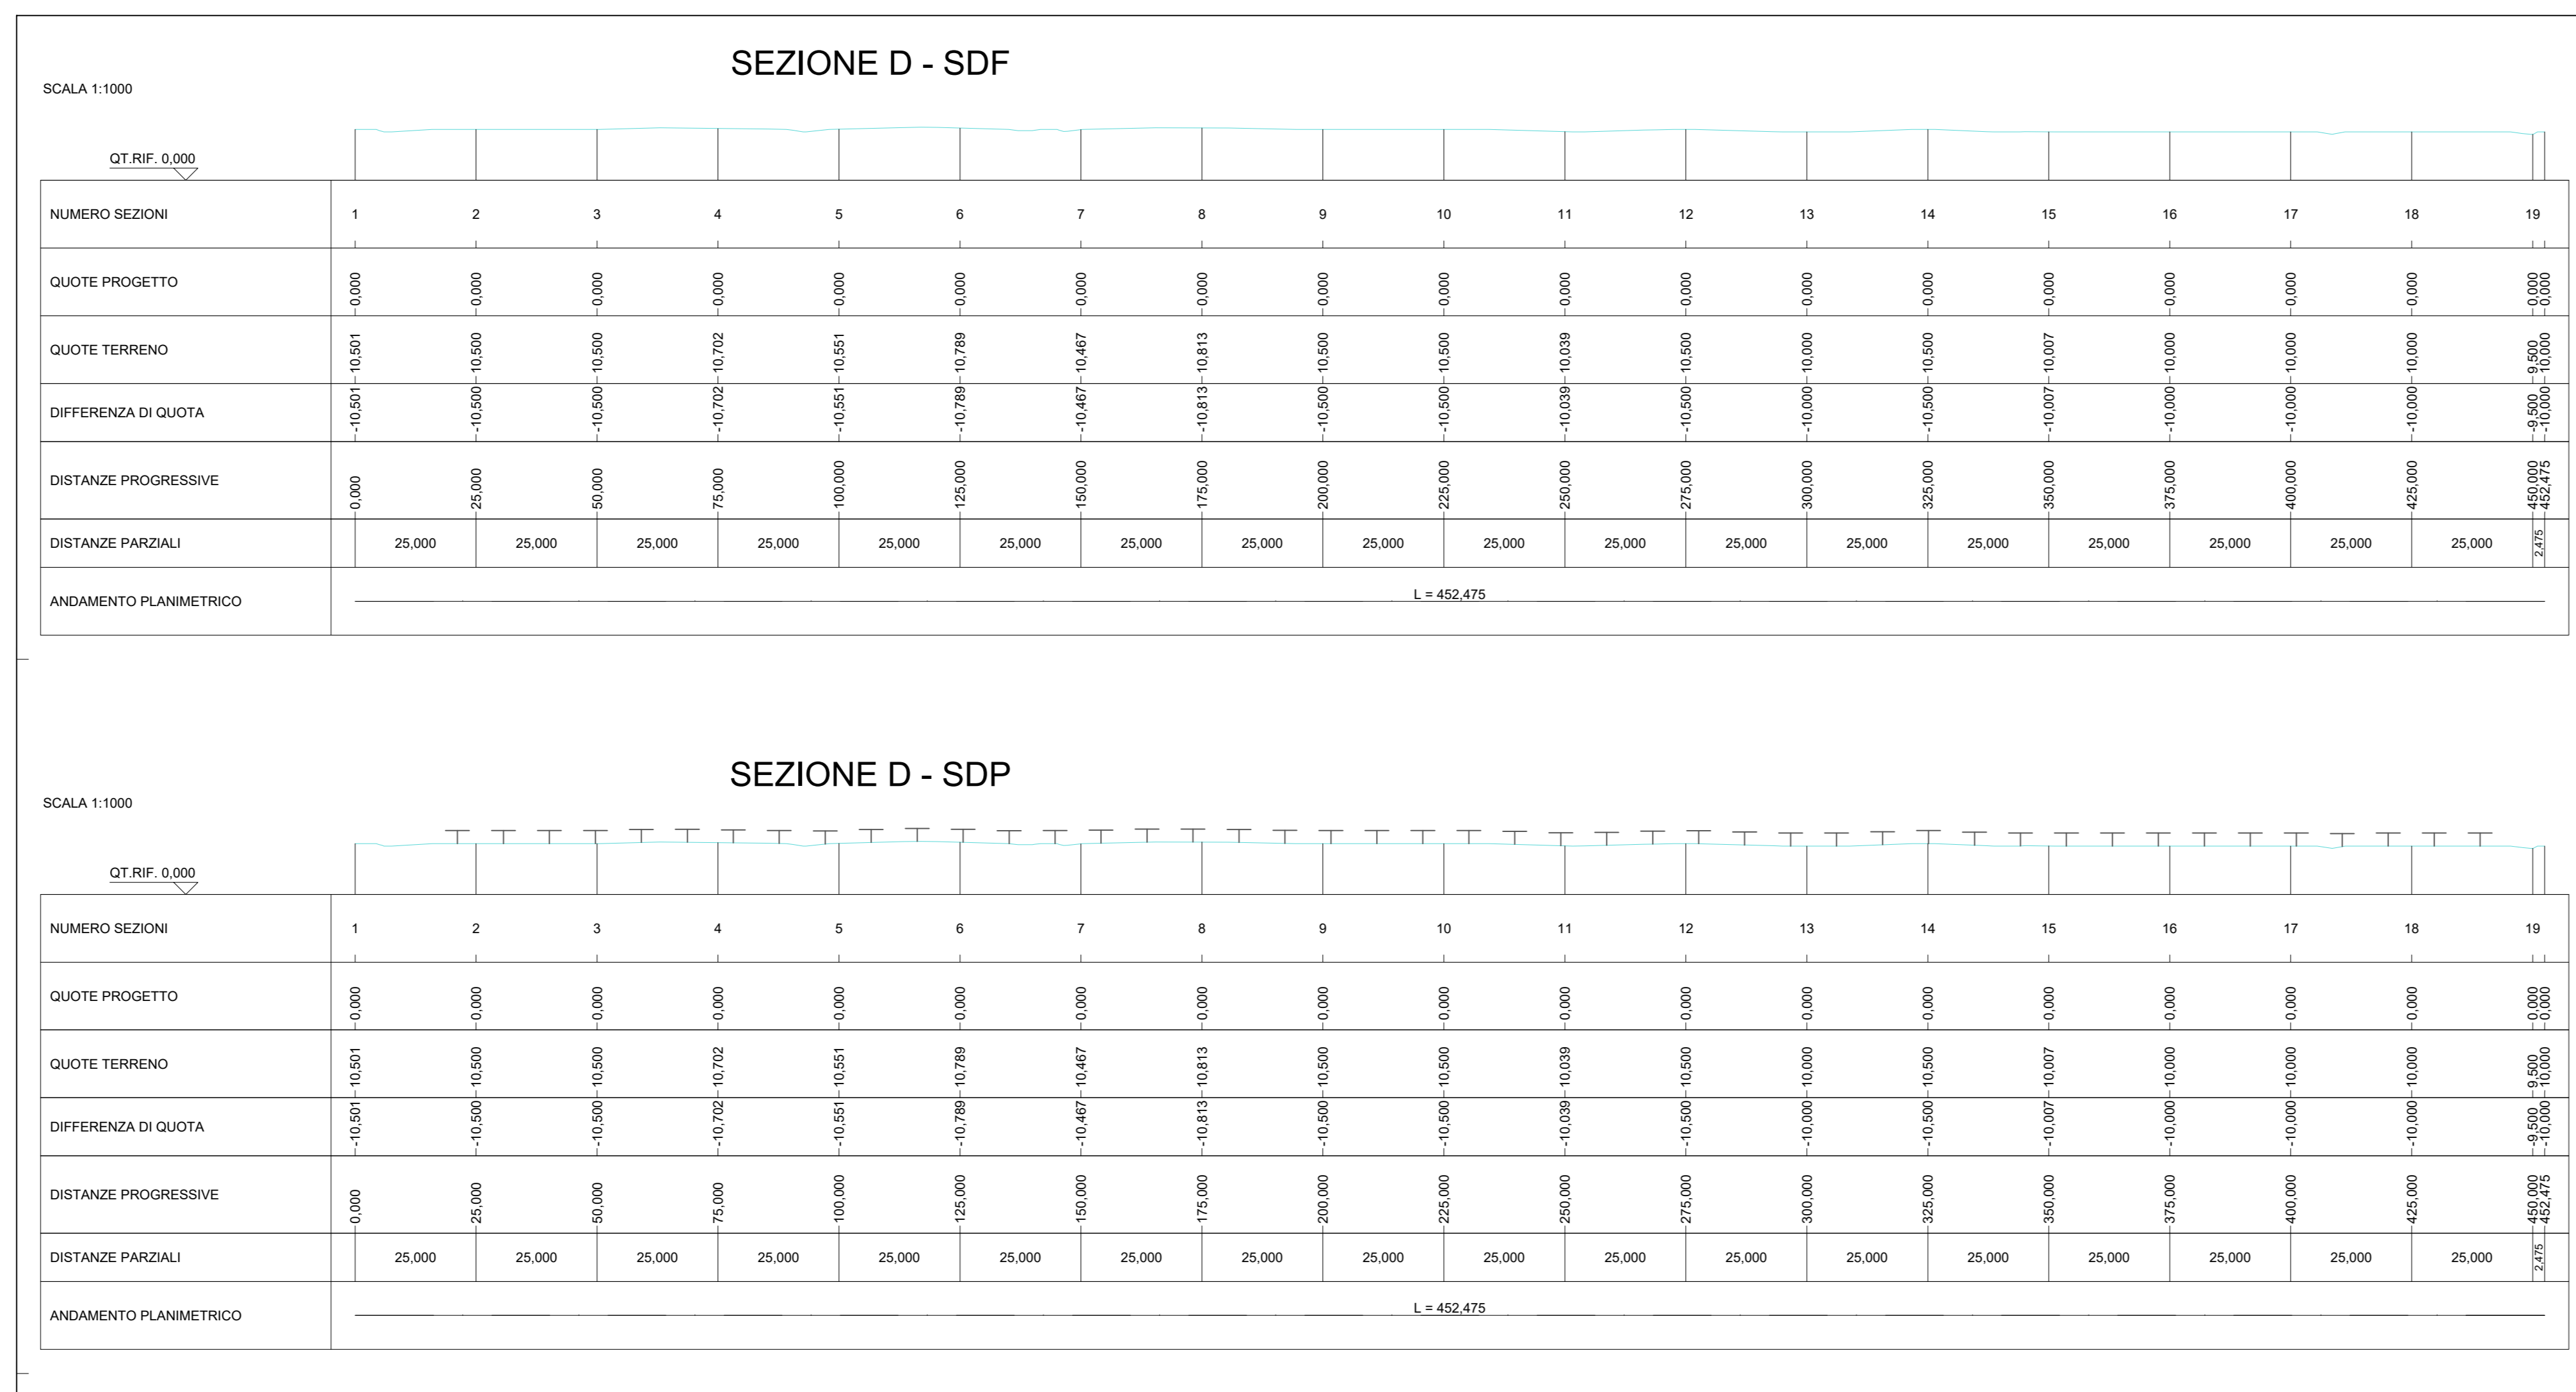 SEZIONE D - SDF
SCALA 1:1000
QT.RIF. 0,000
NUMERO SEZIONI 1 2 3 4 5 6 7 8 9 10 11 12 13 14 15 16 17 18 19
QUOTE PROGETTO 0,000 0,000 0,000 0,000 0,000 0,000 0,000 0,000 0,000 0,000 0,000 0,000 0,000 0,000 0,000 0,000 0,000 0,000 0,000 0,000
QUOTE TERRENO 10,501 10,500 10,500 10,702 10,551 10,789 10,467 10,813 10,500 10,500 10,039 10,500 10,000 10,500 10,007 10,000 10,000 10,000 9,500 10,000
DIFFERENZA DI QUOTA -10,501 -10,500 -10,500 -10,702 -10,551 -10,789 -10,467 -10,813 -10,500 -10,500 -10,039 -10,500 -10,000 -10,500 -10,007 -10,000 -10,000 -10,000 -9,500 -10,000
DISTANZE PROGRESSIVE 0,000 25,000 50,000 75,000 100,000 125,000 150,000 175,000 200,000 225,000 250,000 275,000 300,000 325,000 350,000 375,000 400,000 425,000 450,000 452,475
DISTANZE PARZIALI 25,000 25,000 25,000 25,000 25,000 25,000 25,000 25,000 25,000 25,000 25,000 25,000 25,000 25,000 25,000 25,000 25,000 25,000 2,475
ANDAMENTO PLANIMETRICO L = 452,475
SEZIONE D - SDP
SCALA 1:1000
QT.RIF. 0,000
NUMERO SEZIONI 1 2 3 4 5 6 7 8 9 10 11 12 13 14 15 16 17 18 19
QUOTE PROGETTO 0,000 0,000 0,000 0,000 0,000 0,000 0,000 0,000 0,000 0,000 0,000 0,000 0,000 0,000 0,000 0,000 0,000 0,000 0,000 0,000
QUOTE TERRENO 10,501 10,500 10,500 10,702 10,551 10,789 10,467 10,813 10,500 10,500 10,039 10,500 10,000 10,500 10,007 10,000 10,000 10,000 9,500 10,000
DIFFERENZA DI QUOTA -10,501 -10,500 -10,500 -10,702 -10,551 -10,789 -10,467 -10,813 -10,500 -10,500 -10,039 -10,500 -10,000 -10,500 -10,007 -10,000 -10,000 -10,000 -9,500 -10,000
DISTANZE PROGRESSIVE 0,000 25,000 50,000 75,000 100,000 125,000 150,000 175,000 200,000 225,000 250,000 275,000 300,000 325,000 350,000 375,000 400,000 425,000 450,000 452,475
DISTANZE PARZIALI 25,000 25,000 25,000 25,000 25,000 25,000 25,000 25,000 25,000 25,000 25,000 25,000 25,000 25,000 25,000 25,000 25,000 25,000 2,475
ANDAMENTO PLANIMETRICO L = 452,475